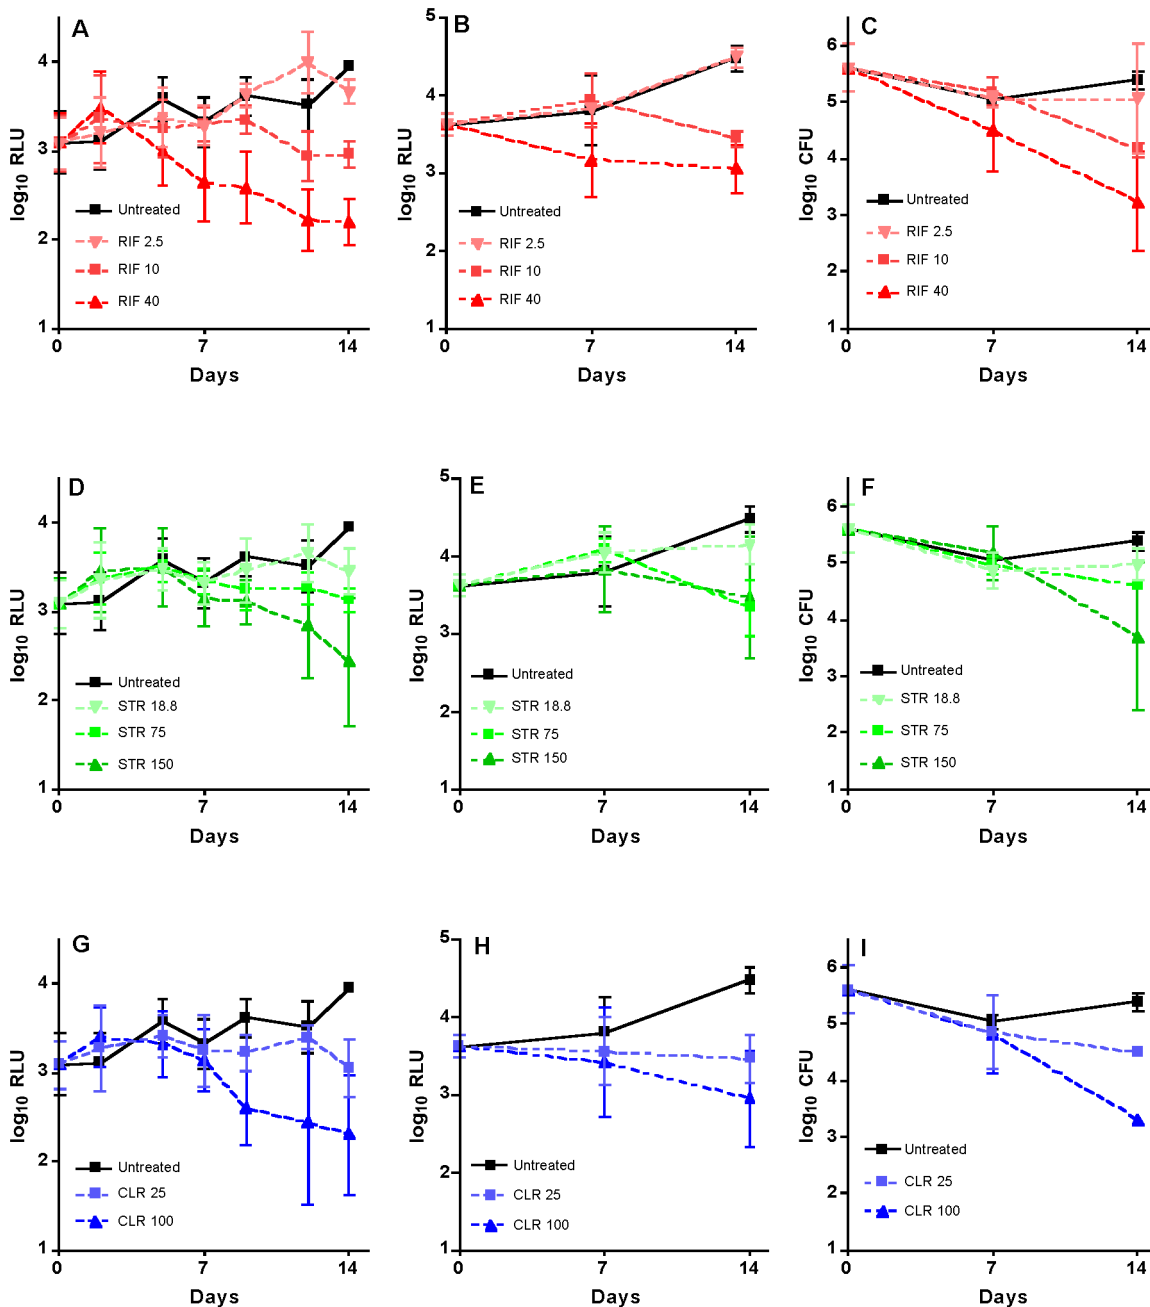 A
log10 RLU
4
3
2
1
Untreated
RIF 2.5
RIF 10
RIF 40
0 7 14
Days
B
log10 RLU
5
4
3
2
1
Untreated
RIF 2.5
RIF 10
RIF 40
0 7 14
Days
C
log10 CFU
6
5
4
3
2
1
Untreated
RIF 2.5
RIF 10
RIF 40
0 7 14
Days
D
log10 RLU
4
3
2
1
Untreated
STR 18.8
STR 75
STR 150
0 7 14
Days
E
log10 RLU
5
4
3
2
1
Untreated
STR 18.8
STR 75
STR 150
0 7 14
Days
F
log10 CFU
6
5
4
3
2
1
Untreated
STR 18.8
STR 75
STR 150
0 7 14
Days
G
log10 RLU
4
3
2
1
Untreated
CLR 25
CLR 100
0 7 14
Days
H
log10 RLU
5
4
3
2
1
Untreated
CLR 25
CLR 100
0 7 14
Days
I
log10 CFU
6
5
4
3
2
1
Untreated
CLR 25
CLR 100
0 7 14
Days